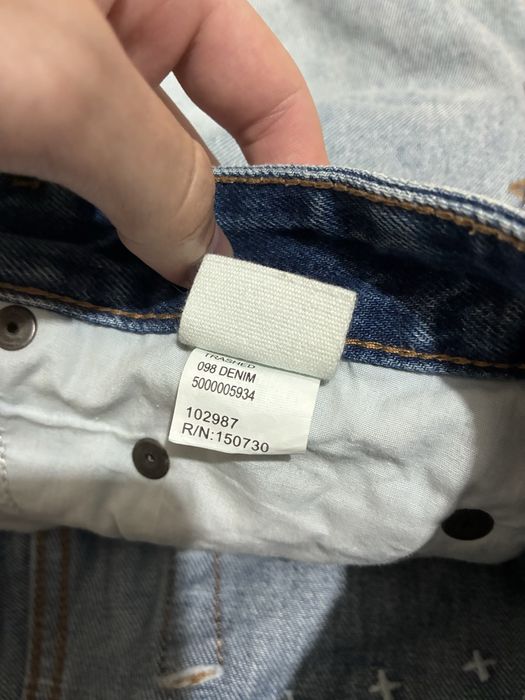 TRASHED
098 DENIM
5000005934
102987
R/N:150730